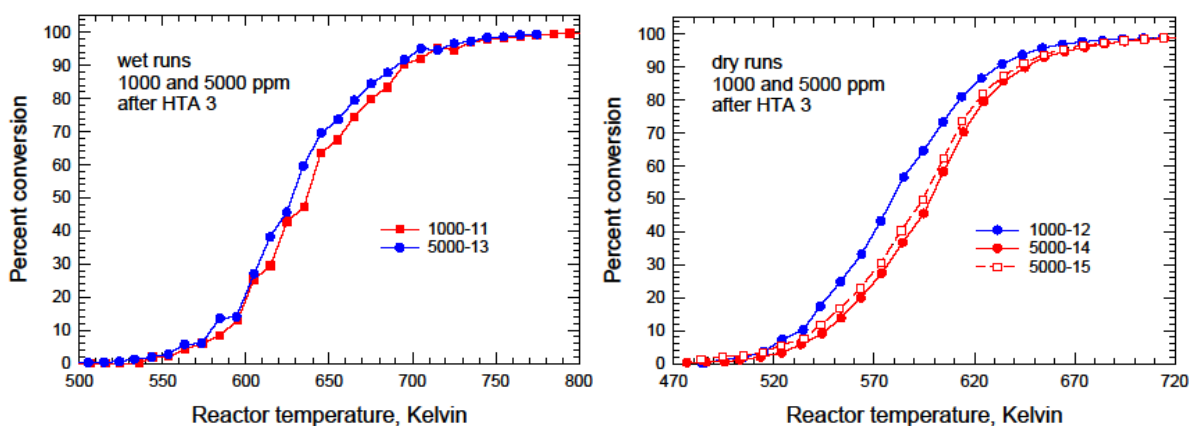 100
90
80
70
60
50
40
30
20
10
0
Percent conversion
wet runs
1000 and 5000 ppm
after HTA 3
1000-11
5000-13
500 550 600 650 700 750 800
Reactor temperature, Kelvin
100
90
80
70
60
50
40
30
20
10
0
Percent conversion
dry runs
1000 and 5000 ppm
after HTA 3
1000-12
5000-14
5000-15
470 520 570 620 670 720
Reactor temperature, Kelvin